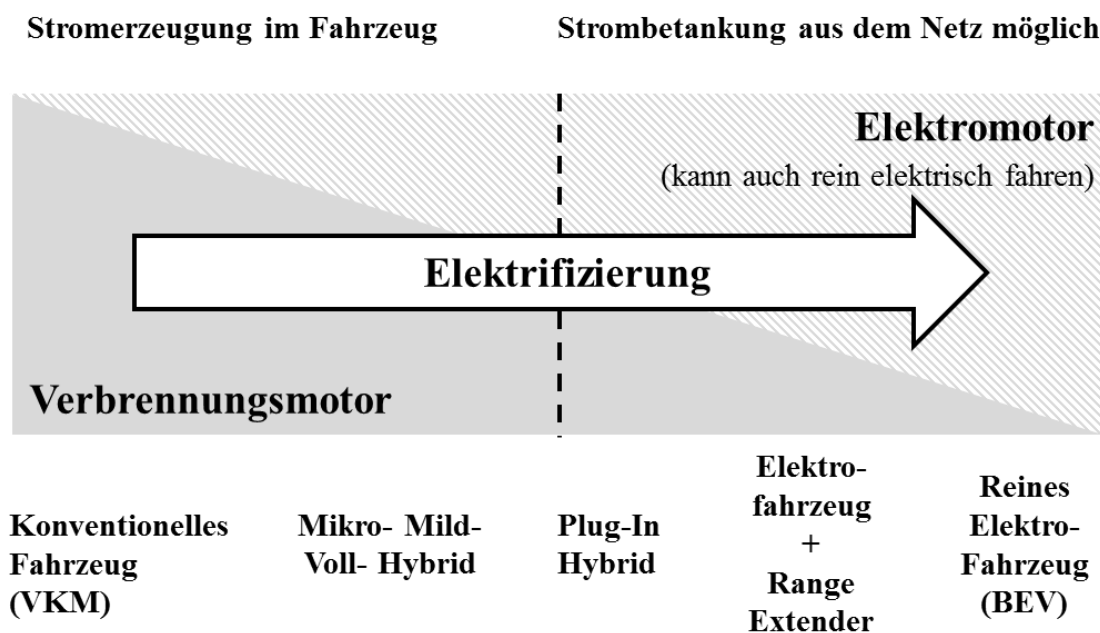 Stromerzeugung im Fahrzeug
Strombetankung aus dem Netz möglich
Elektromotor
(kann auch rein elektrisch fahren)
Elektrifizierung
Verbrennungsmotor
Konventionelles
Fahrzeug
(VKM)
Mikro- Mild-
Voll- Hybrid
Plug-In
Hybrid
Elektro-
fahrzeug
+
Range
Extender
Reines
Elektro-
Fahrzeug
(BEV)